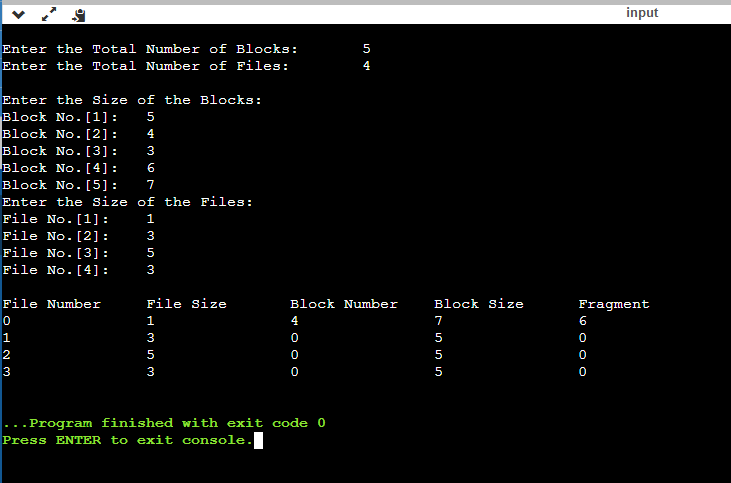 input
Enter the Total Number of Blocks: 5
Enter the Total Number of Files: 4
Enter the Size of the Blocks:
Block No.[1]: 5
Block No.[2]: 4
Block No.[3]: 3
Block No.[4]: 6
Block No.[5]: 7
Enter the Size of the Files:
File No.[1]: 1
File No.[2]: 3
File No.[3]: 5
File No.[4]: 3
File Number File Size Block Number Block Size Fragment
0 1 4 7 6
1 3 0 5 0
2 5 0 5 0
3 3 0 5 0
...Program finished with exit code 0
Press ENTER to exit console.